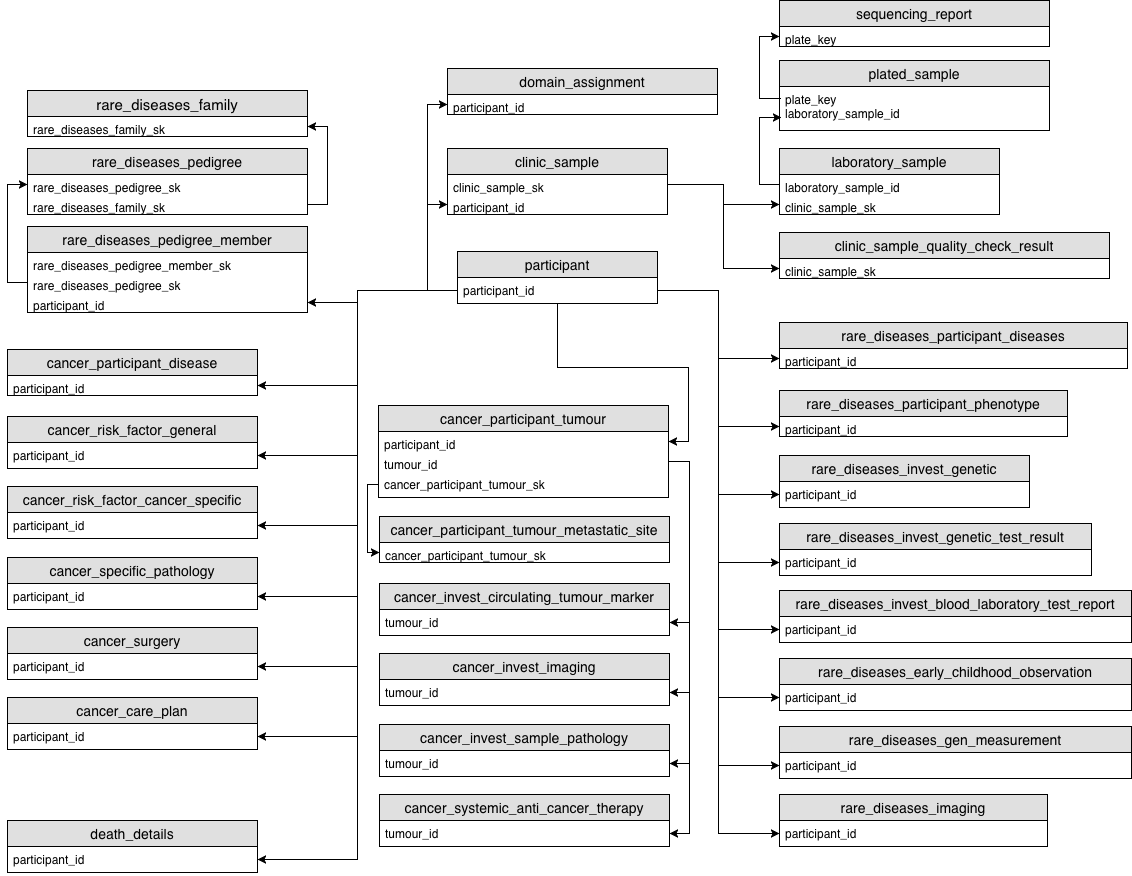 sequencing_report
plate_key
plated_sample
plate_key
laboratory_sample_id
domain_assignment
participant_id
rare_diseases_family
rare_diseases_family_sk
rare_diseases_pedigree
rare_diseases_pedigree_sk
rare_diseases_family_sk
clinic_sample
clinic_sample_sk
participant_id
laboratory_sample
laboratory_sample_id
clinic_sample_sk
rare_diseases_pedigree_member
rare_diseases_pedigree_member_sk
rare_diseases_pedigree_sk
participant_id
clinic_sample_quality_check_result
clinic_sample_sk
participant
participant_id
cancer_participant_disease
participant_id
cancer_risk_factor_general
participant_id
cancer_risk_factor_cancer_specific
participant_id
cancer_specific_pathology
participant_id
cancer_surgery
participant_id
cancer_care_plan
participant_id
death_details
participant_id
cancer_participant_tumour
participant_id
tumour_id
cancer_participant_tumour_sk
cancer_participant_tumour_metastatic_site
cancer_participant_tumour_sk
cancer_invest_circulating_tumour_marker
tumour_id
cancer_invest_imaging
tumour_id
cancer_invest_sample_pathology
tumour_id
cancer_systemic_anti_cancer_therapy
tumour_id
rare_diseases_participant_diseases
participant_id
rare_diseases_participant_phenotype
participant_id
rare_diseases_invest_genetic
participant_id
rare_diseases_invest_genetic_test_result
participant_id
rare_diseases_invest_blood_laboratory_test_report
participant_id
rare_diseases_early_childhood_observation
participant_id
rare_diseases_gen_measurement
participant_id
rare_diseases_imaging
participant_id